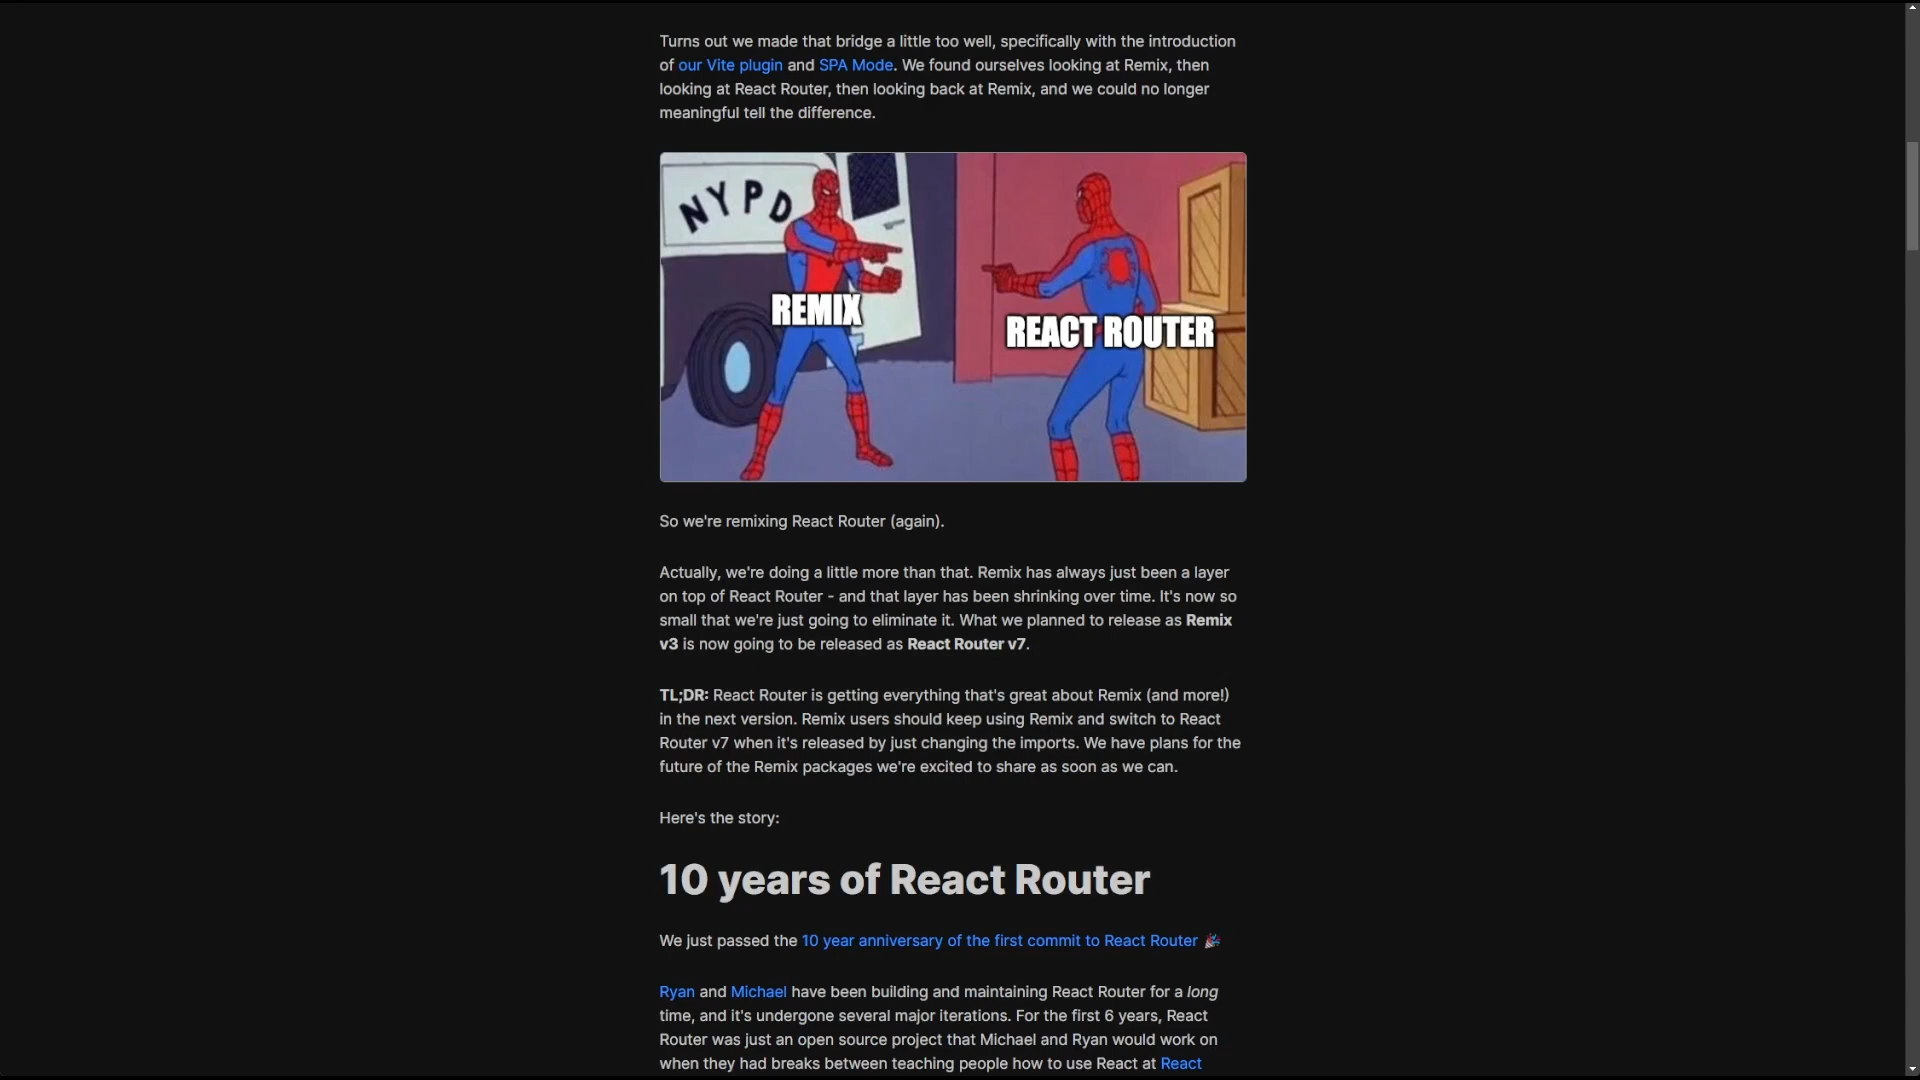 Turns out we made that bridge a little too well, specifically with the introduction
of our Vite plugin and SPA Mode. We found ourselves looking at Remix, then
looking at React Router, then looking back at Remix, and we could no longer
meaningful tell the difference.
NYPD
REMIX
REACT ROUTER
So we're remixing React Router (again).
Actually, we're doing a little more than that. Remix has always just been a layer
on top of React Router - and that layer has been shrinking over time. It's now so
small that we're just going to eliminate it. What we planned to release as Remix
v3 is now going to be released as React Router v7.
TL;DR: React Router is getting everything that's great about Remix (and more!)
in the next version. Remix users should keep using Remix and switch to React
Router v7 when it's released by just changing the imports. We have plans for the
future of the Remix packages we're excited to share as soon as we can.
Here's the story:
10 years of React Router
We just passed the 10 year anniversary of the first commit to React Router 🎉
Ryan and Michael have been building and maintaining React Router for a long
time, and it's undergone several major iterations. For the first 6 years, React
Router was just an open source project that Michael and Ryan would work on
when they had breaks between teaching people how to use React at React